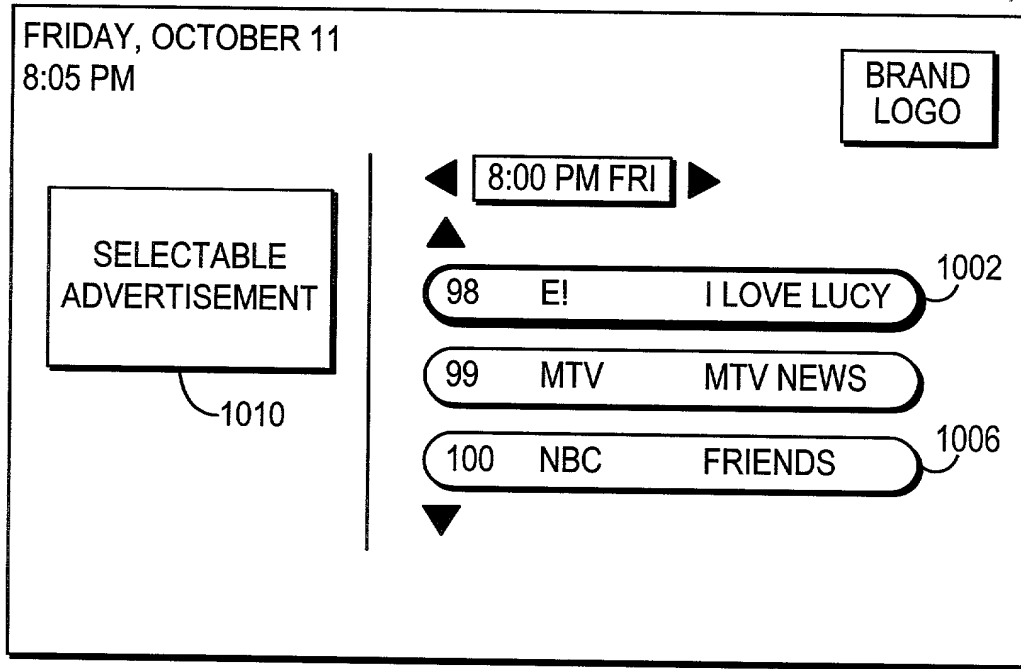 FRIDAY, OCTOBER 11
8:05 PM
BRAND
LOGO
8:00 PM FRI
SELECTABLE
ADVERTISEMENT
1010
98 E! I LOVE LUCY
1002
99 MTV MTV NEWS
100 NBC FRIENDS
1006